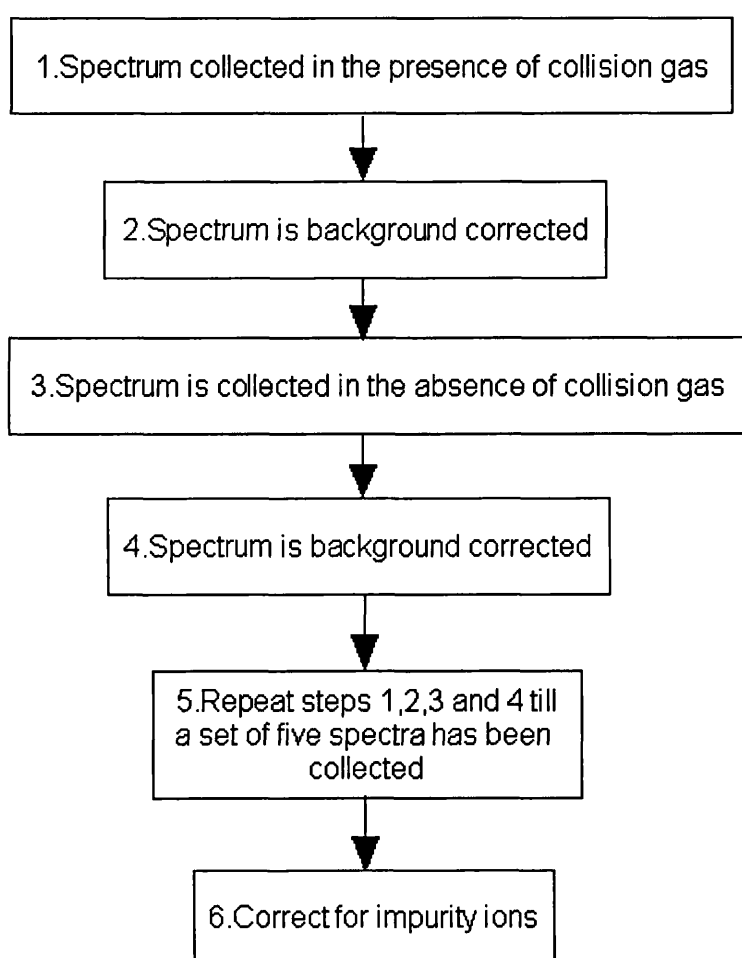 1.Spectrum collected in the presence of collision gas
2.Spectrum is background corrected
3.Spectrum is collected in the absence of collision gas
4.Spectrum is background corrected
5.Repeat steps 1,2,3 and 4 till
a set of five spectra has been
collected
6.Correct for impurity ions